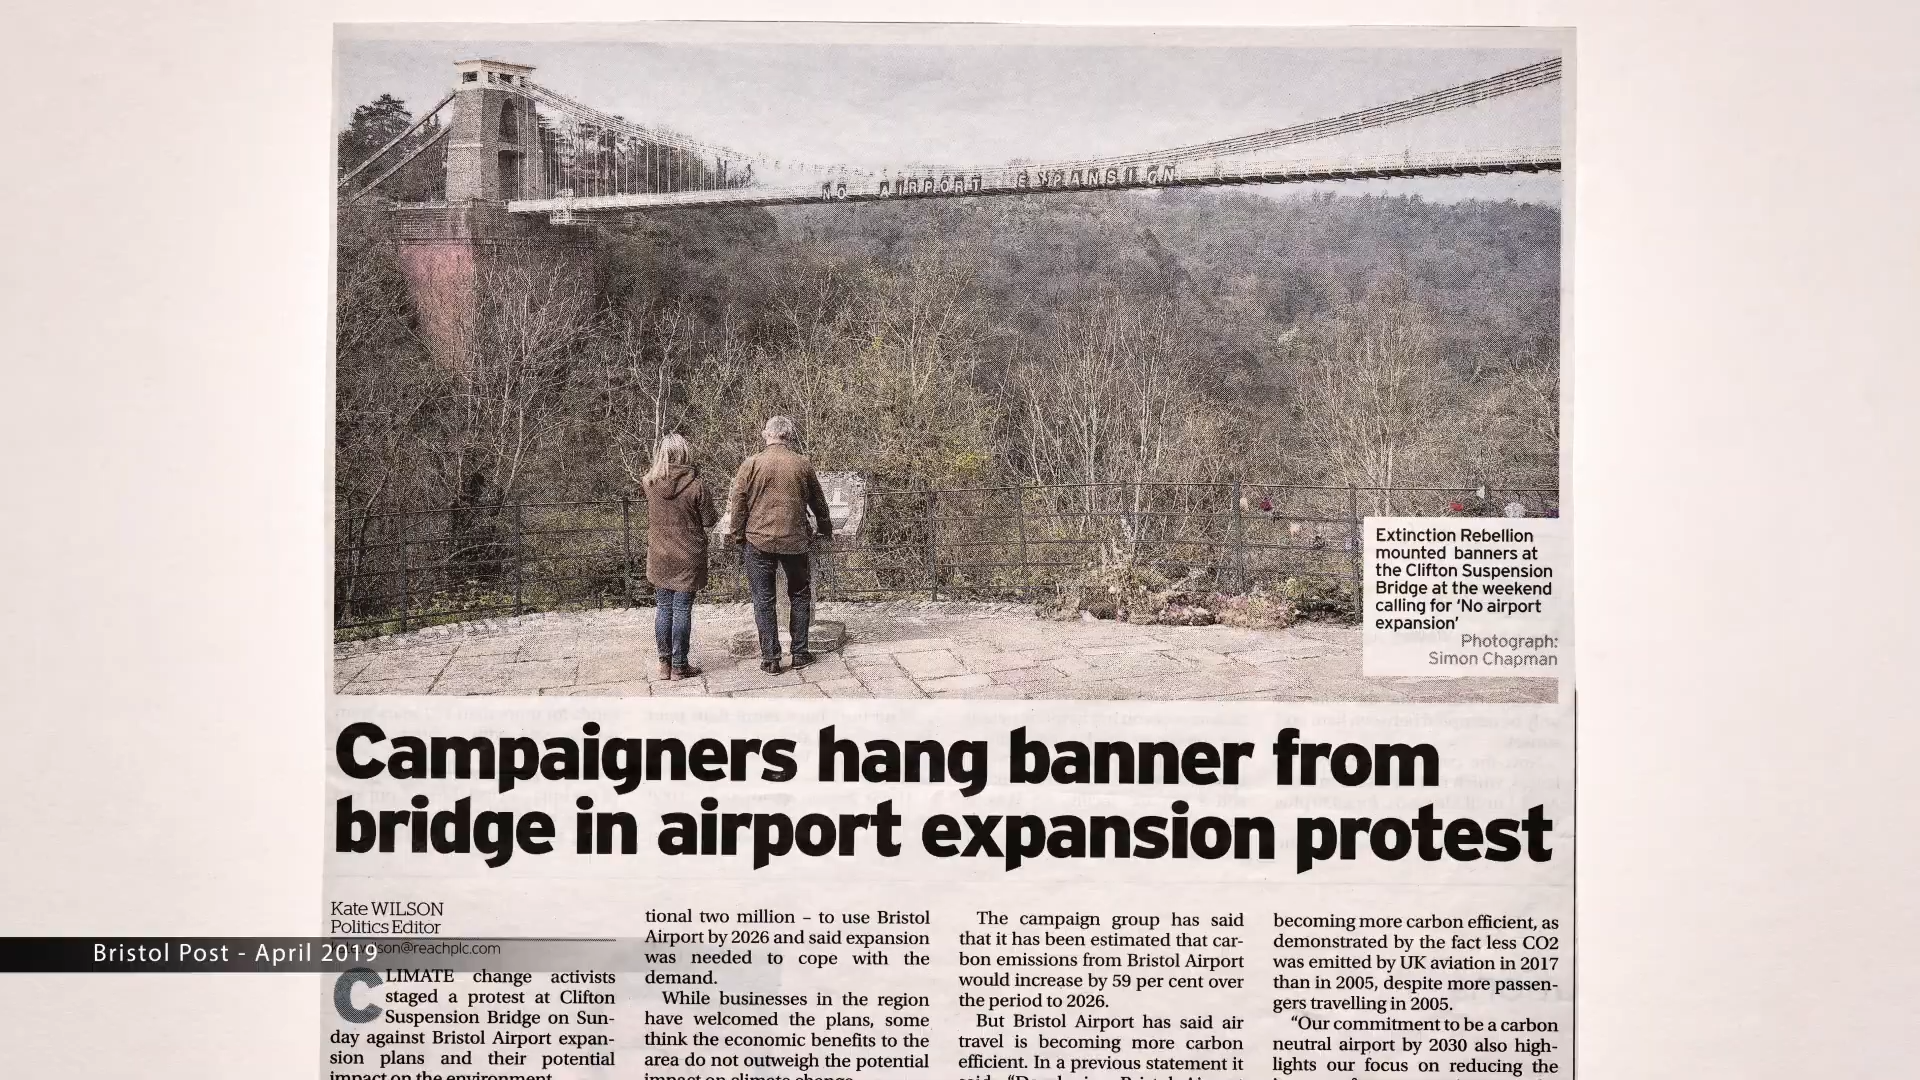 NO AIRPORT EXPANSION
Extinction Rebellion
mounted banners at
the Clifton Suspension
Bridge at the weekend
calling for ‘No airport
expansion’
Photograph:
Simon Chapman
Campaigners hang banner from
bridge in airport expansion protest
Kate WILSON
Politics Editor
Bristol Post - April 2019
CLIMATE change activists
staged a protest at Clifton
Suspension Bridge on Sun-
day against Bristol Airport expan-
sion plans and their potential
impact on the environment.
tional two million – to use Bristol
Airport by 2026 and said expansion
was needed to cope with the
demand.
While businesses in the region
have welcomed the plans, some
think the economic benefits to the
area do not outweigh the potential
impact on climate change.
The campaign group has said
that it has been estimated that car-
bon emissions from Bristol Airport
would increase by 59 per cent over
the period to 2026.
But Bristol Airport has said air
travel is becoming more carbon
efficient. In a previous statement it
becoming more carbon efficient, as
demonstrated by the fact less CO2
was emitted by UK aviation in 2017
than in 2005, despite more passen-
gers travelling in 2005.
“Our commitment to be a carbon
neutral airport by 2030 also high-
lights our focus on reducing the